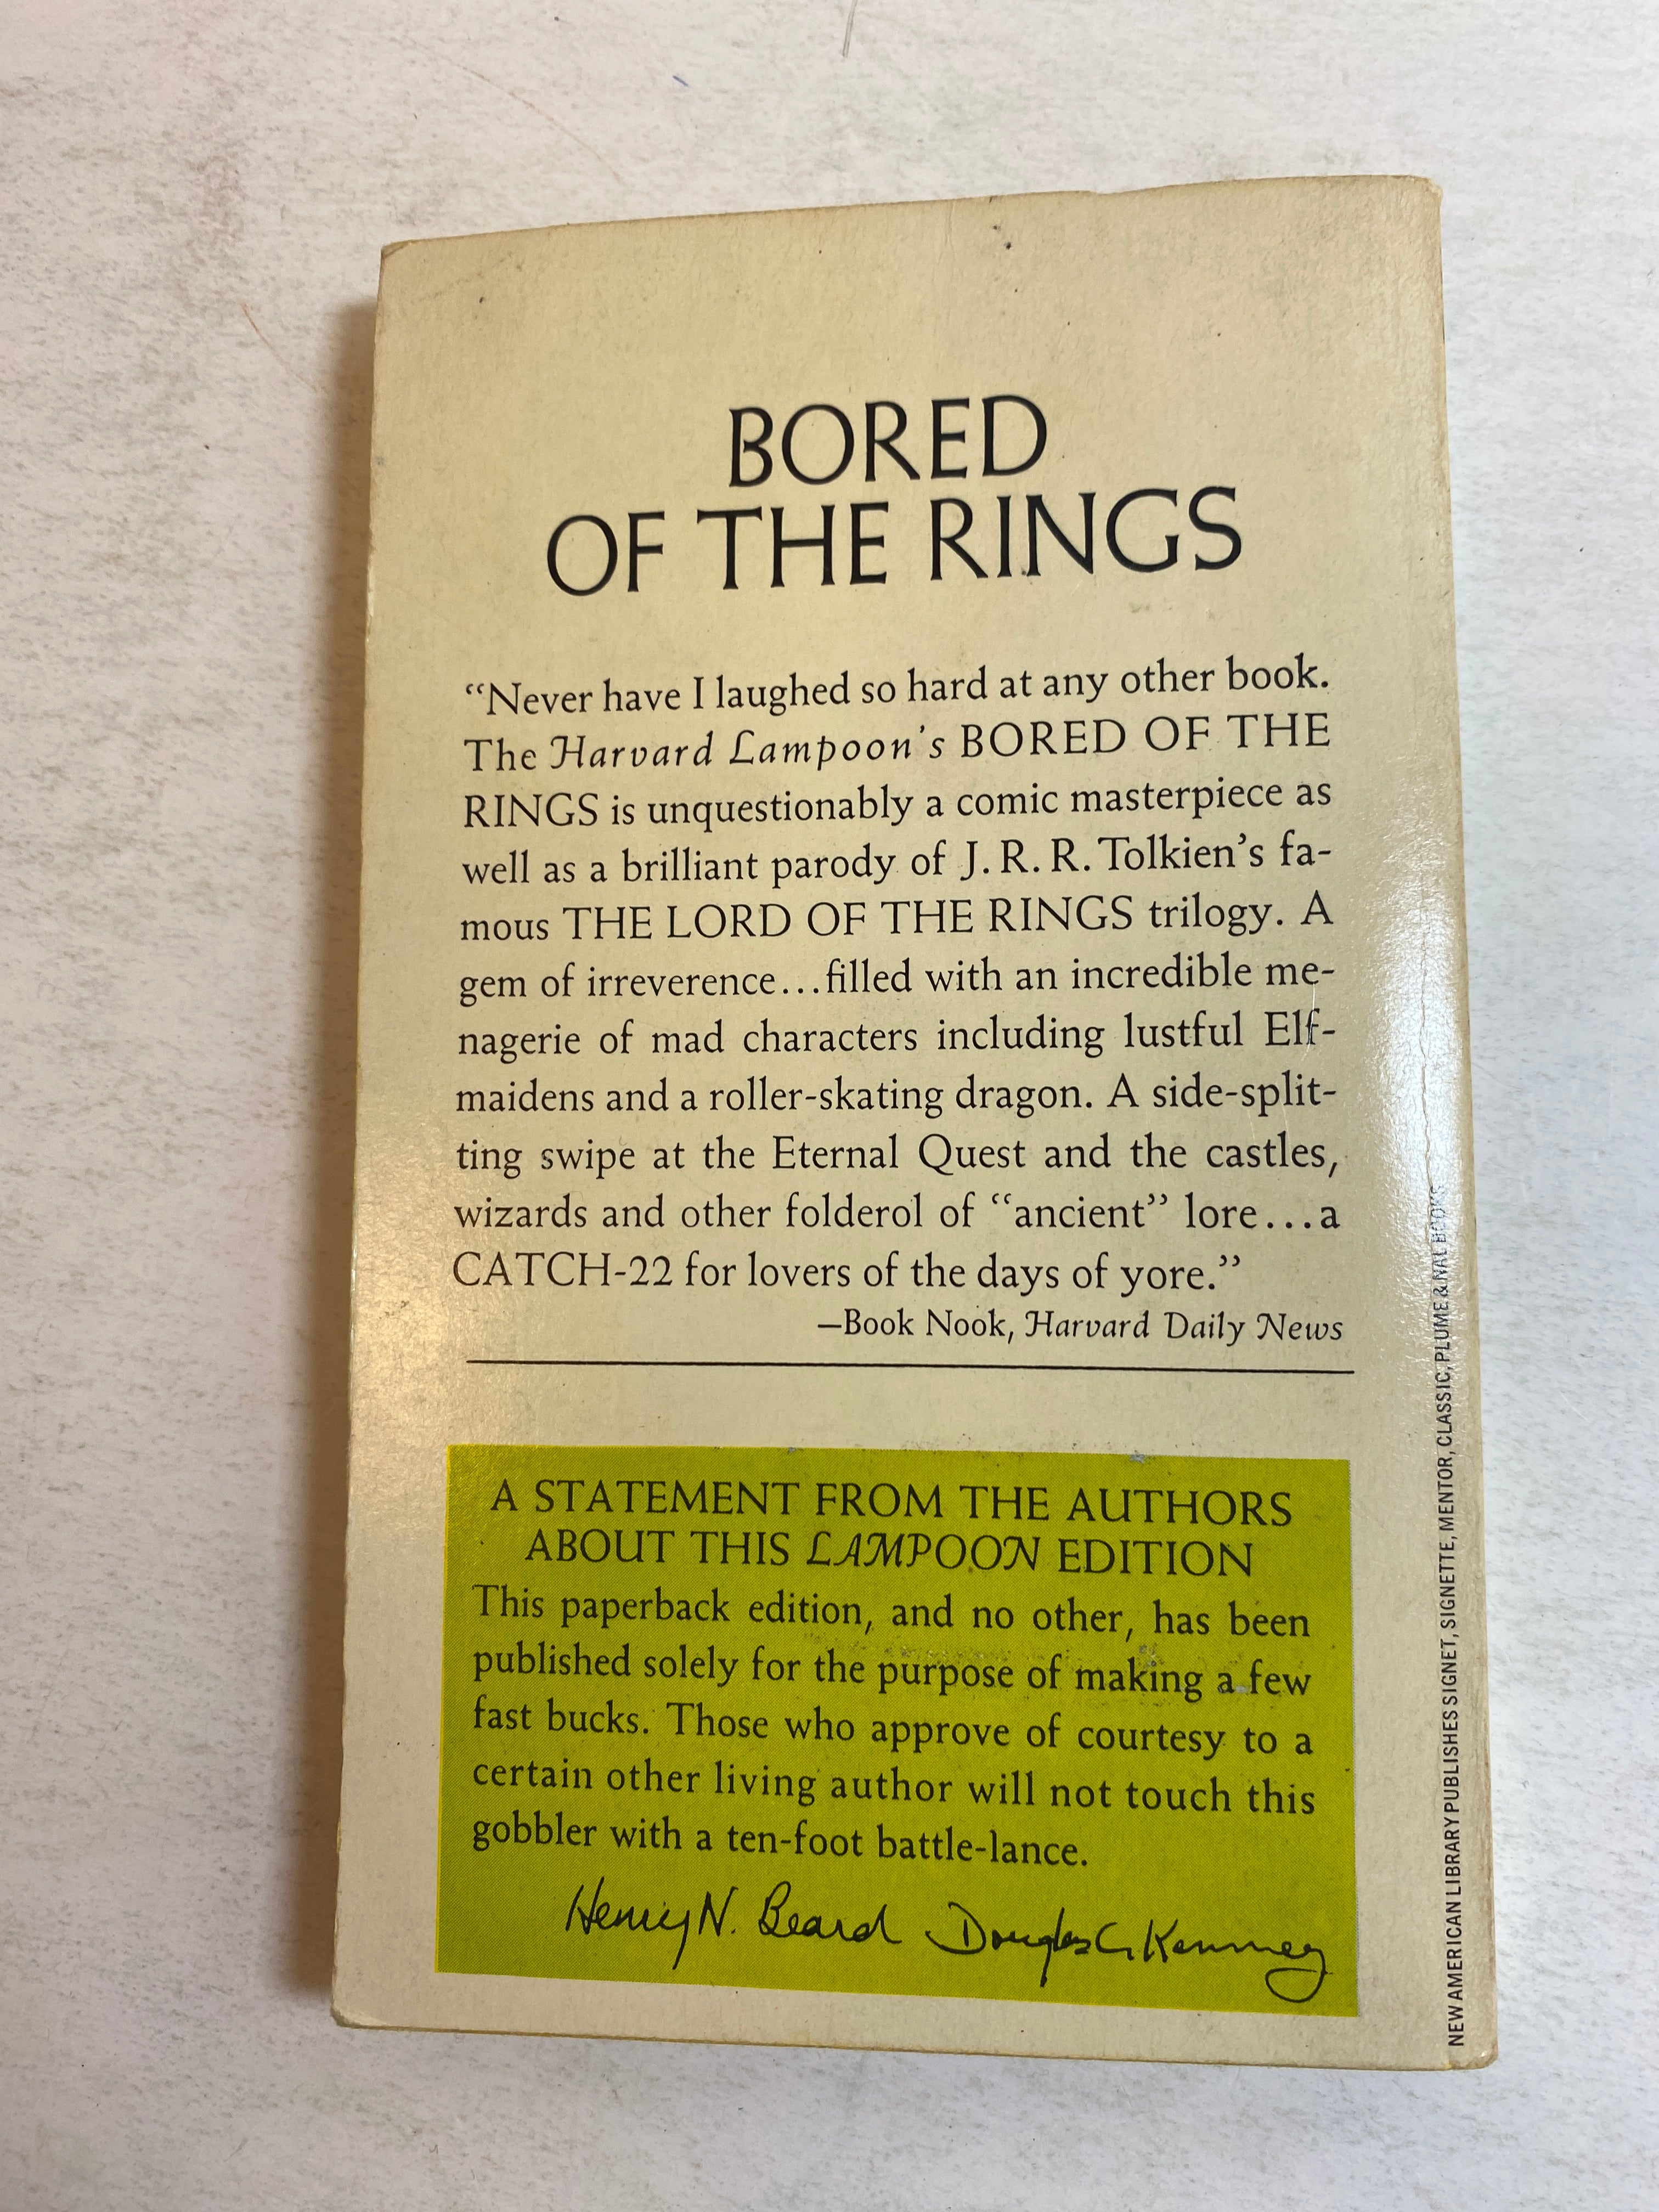 BORED
OF THE RINGS
“Never have I laughed so hard at any other book.
The Harvard Lampoon's BORED OF THE
RINGS is unquestionably a comic masterpiece as
well as a brilliant parody of J. R. R. Tolkien’s fa-
mous THE LORD OF THE RINGS trilogy. A
gem of irreverence...filled with an incredible me-
nagerie of mad characters including lustful Elf-
maidens and a roller-skating dragon. A side-split-
ting swipe at the Eternal Quest and the castles,
wizards and other folderol of “ancient” lore...a
CATCH-22 for lovers of the days of yore.”
—Book Nook, Harvard Daily News
A STATEMENT FROM THE AUTHORS
ABOUT THIS LAMPOON EDITION
This paperback edition, and no other, has been
published solely for the purpose of making a few
fast bucks. Those who approve of courtesy to a
certain other living author will not touch this
gobbler with a ten-foot battle-lance.
Henry N. Beard Douglas C. Kenney
NEW AMERICAN LIBRARY PUBLISHES SIGNET, SIGNETTE, MENTOR, CLASSIC, PLUME & NAL BOOKS